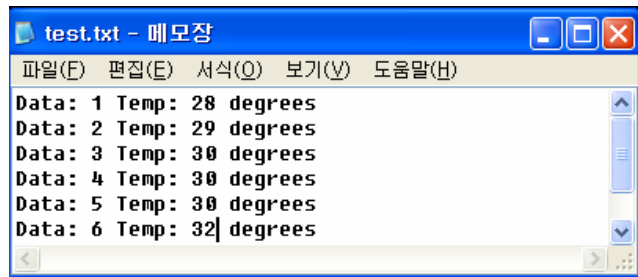 test.txt - 메모장
파일(F) 편집(E) 서식(O) 보기(V) 도움말(H)
Data: 1 Temp: 28 degrees
Data: 2 Temp: 29 degrees
Data: 3 Temp: 30 degrees
Data: 4 Temp: 30 degrees
Data: 5 Temp: 30 degrees
Data: 6 Temp: 32 degrees